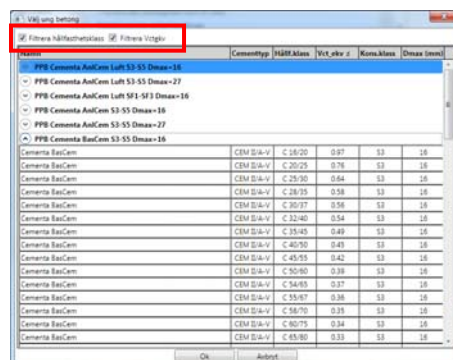 Välj ung betong
Filtrera hållfasthetsklass Filtrera Vctekv
Namn Cementtyp Hållf.klass Vct_ekv Kons.klass Dmax (mm)
PPB Cementa AnlCem Luft S3-S5 Dmax=16
PPB Cementa AnlCem Luft S3-S5 Dmax=27
PPB Cementa AnlCem Luft SF1-SF3 Dmax=16
PPB Cementa AnlCem S3-S5 Dmax=16
PPB Cementa AnlCem S3-S5 Dmax=27
PPB Cementa BasCem S3-S5 Dmax=16
Cementa BasCem CEM II/A-V C 16/20 0.97 S3 16
Cementa BasCem CEM II/A-V C 20/25 0.76 S3 16
Cementa BasCem CEM II/A-V C 25/30 0.64 S3 16
Cementa BasCem CEM II/A-V C 28/35 0.58 S3 16
Cementa BasCem CEM II/A-V C 30/37 0.56 S3 16
Cementa BasCem CEM II/A-V C 32/40 0.54 S3 16
Cementa BasCem CEM II/A-V C 35/45 0.49 S3 16
Cementa BasCem CEM II/A-V C 40/50 0.45 S3 16
Cementa BasCem CEM II/A-V C 45/55 0.42 S3 16
Cementa BasCem CEM II/A-V C 50/60 0.39 S3 16
Cementa BasCem CEM II/A-V C 54/65 0.37 S3 16
Cementa BasCem CEM II/A-V C 55/67 0.36 S3 16
Cementa BasCem CEM II/A-V C 58/70 0.35 S3 16
Cementa BasCem CEM II/A-V C 60/75 0.34 S3 16
Cementa BasCem CEM II/A-V C 65/80 0.33 S3 16
Ok Avbryt